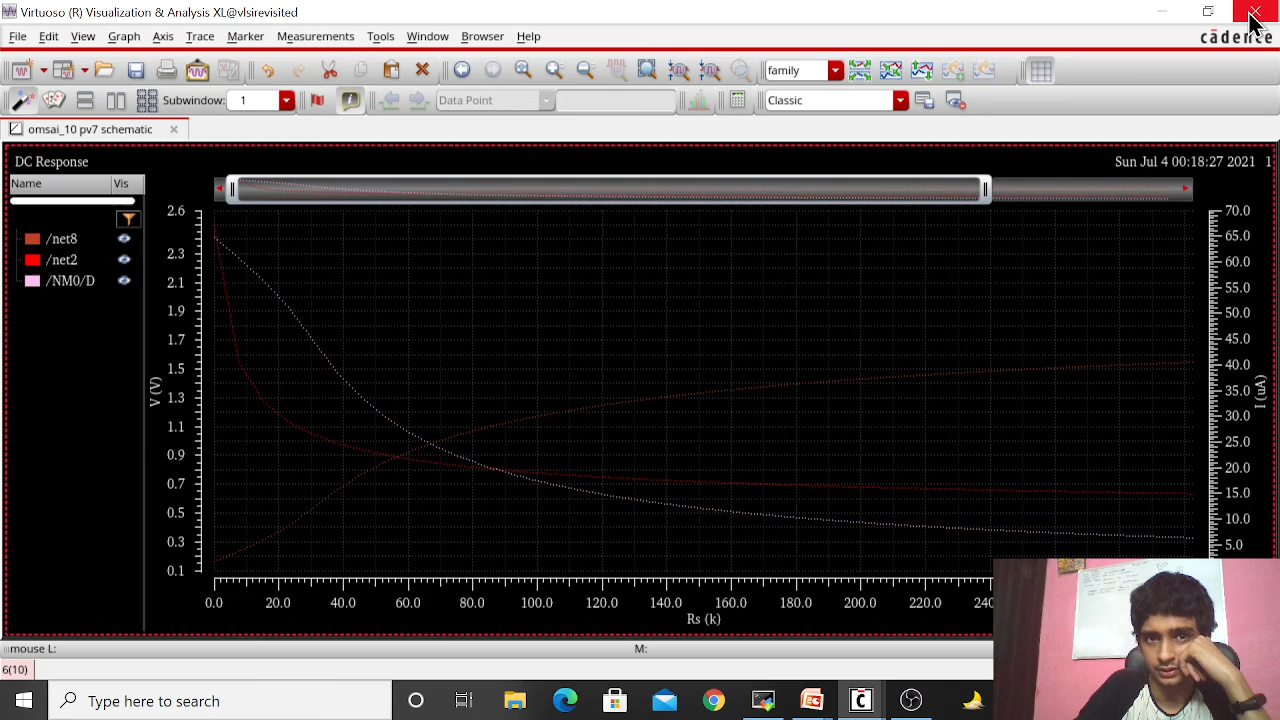 Virtuoso (R) Visualization & Analysis XL@vlsirevisited
File Edit View Graph Axis Trace Marker Measurements Tools Window Browser Help
cādence
family
Subwindow: 1
Data Point
Classic
omsai_10 pv7 schematic
DC Response
Sun Jul 4 00:18:27 2021 1
Name Vis
/net8
/net2
/NM0/D
2.6
2.3
2.1
1.9
1.7
1.5
1.3
1.1
0.9
0.7
0.5
0.3
0.1
V (V)
70.0
65.0
60.0
55.0
50.0
45.0
40.0
35.0
30.0
25.0
20.0
15.0
10.0
5.0
I (uA)
0.0 20.0 40.0 60.0 80.0 100.0 120.0 140.0 160.0 180.0 200.0 220.0 240
Rs (k)
mouse L: M:
6(10)
Type here to search